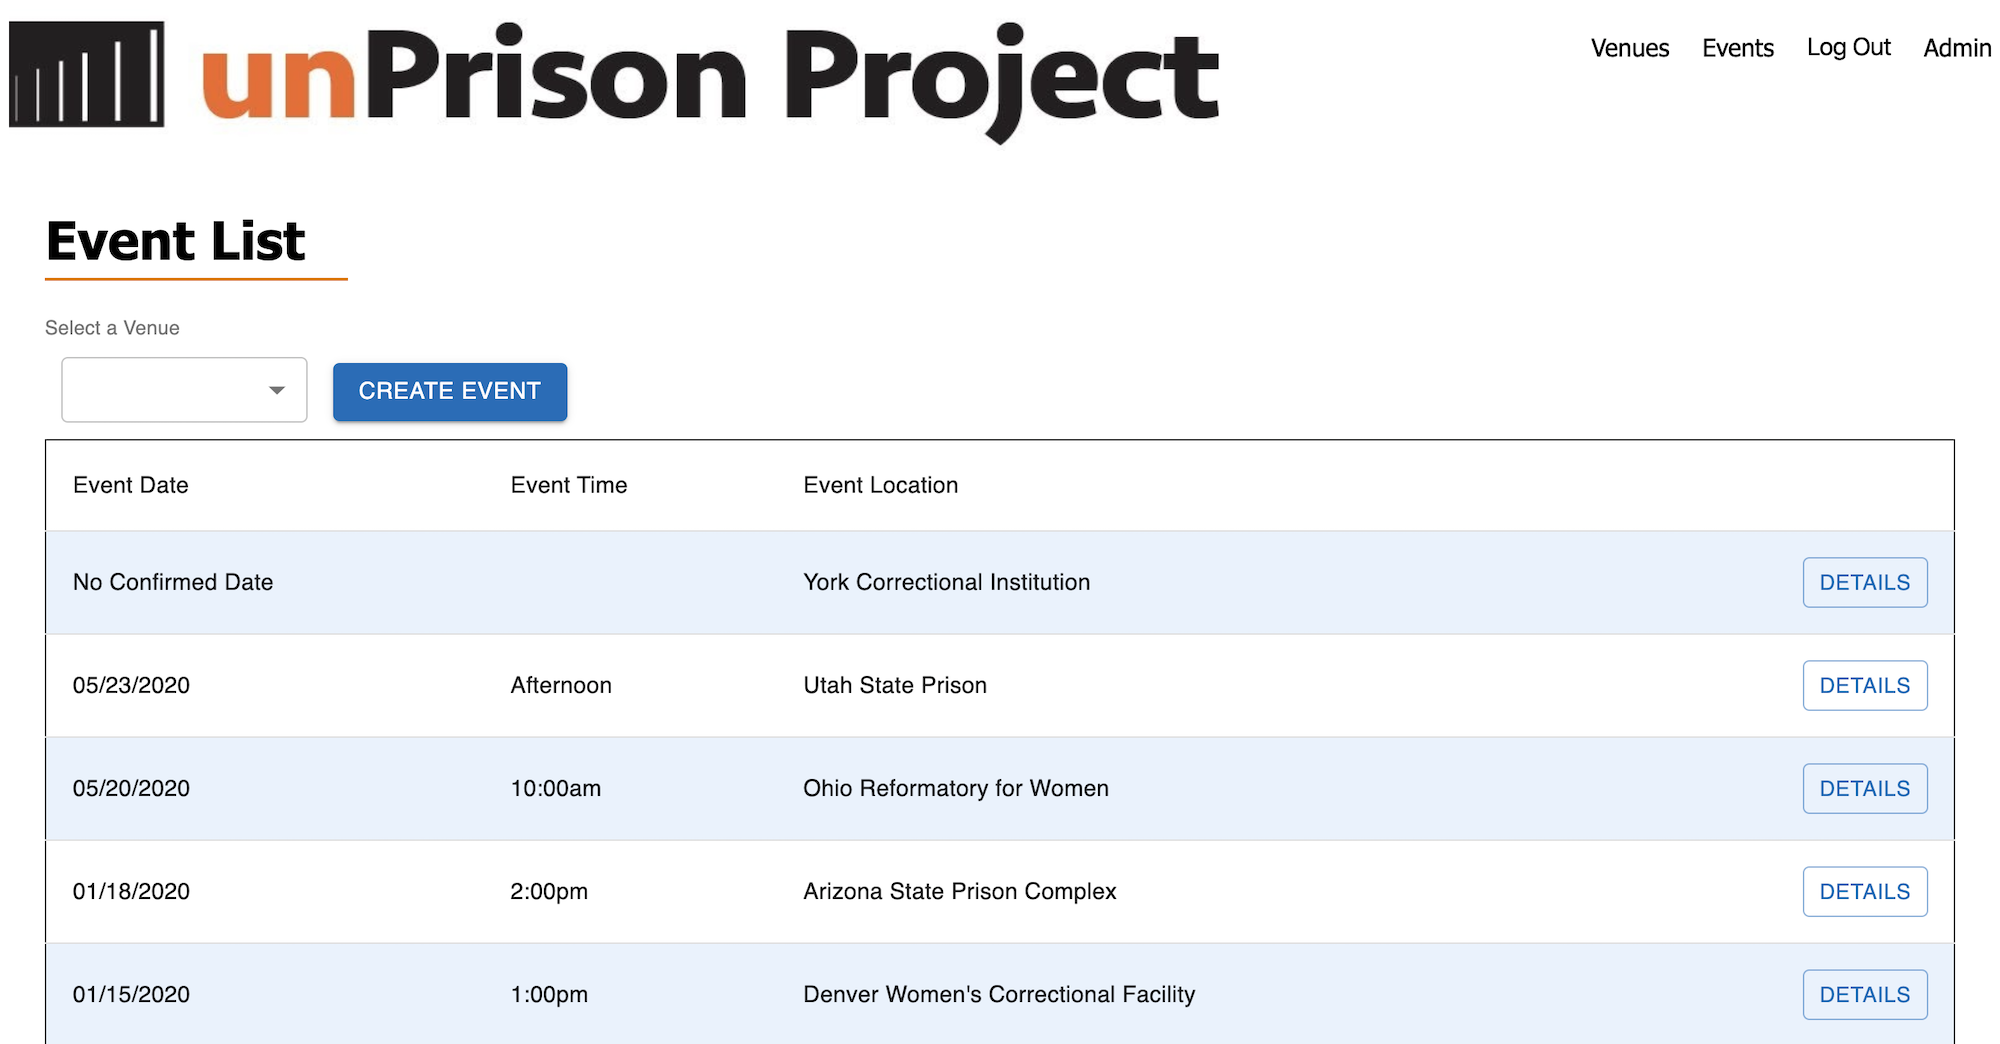 unPrison Project
Venues Events Log Out Admin
Event List
Select a Venue
CREATE EVENT
Event Date Event Time Event Location
No Confirmed Date York Correctional Institution DETAILS
05/23/2020 Afternoon Utah State Prison DETAILS
05/20/2020 10:00am Ohio Reformatory for Women DETAILS
01/18/2020 2:00pm Arizona State Prison Complex DETAILS
01/15/2020 1:00pm Denver Women's Correctional Facility DETAILS